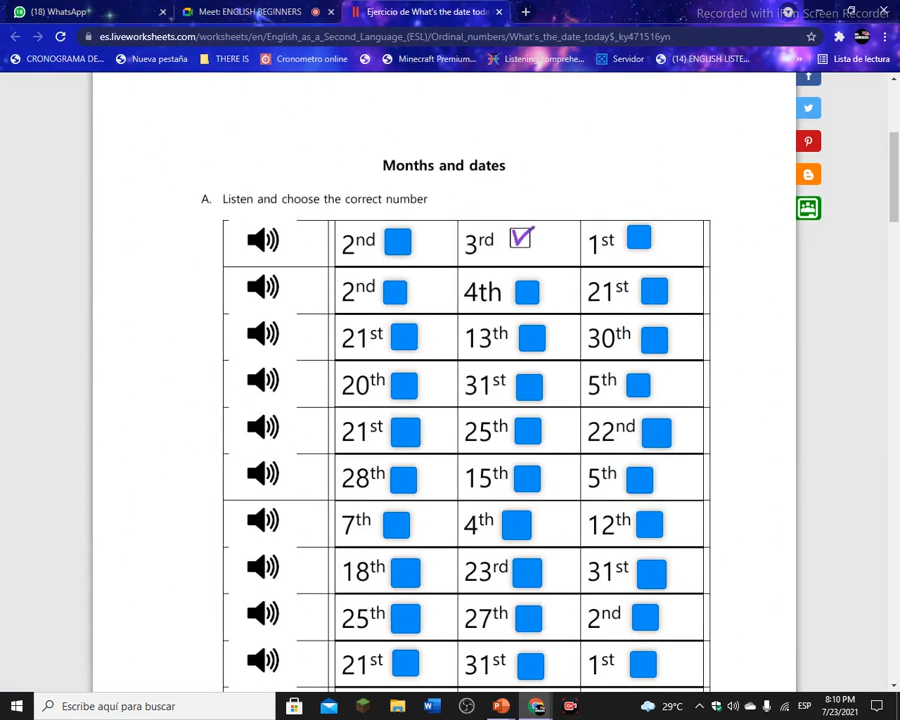 (18) WhatsApp
Meet: ENGLISH BEGINNERS
Ejercicio de What's the date toda
Recorded with iFun Screen Recorder
es.liveworksheets.com/worksheets/en/English_as_a_Second_Language_(ESL)/Ordinal_numbers/What's_the_date_today$_ky471516yn
CRONOGRAMA DE...
Nueva pestaña
THERE IS
Cronometro online
Minecraft Premium...
Listening comprehe...
Servidor
(14) ENGLISH LISTE...
Lista de lectura
Months and dates
A. Listen and choose the correct number
2nd 3rd 1st
2nd 4th 21st
21st 13th 30th
20th 31st 5th
21st 25th 22nd
28th 15th 5th
7th 4th 12th
18th 23rd 31st
25th 27th 2nd
21st 31st 1st
Escribe aquí para buscar
29°C
ESP
8:10 PM
7/23/2021